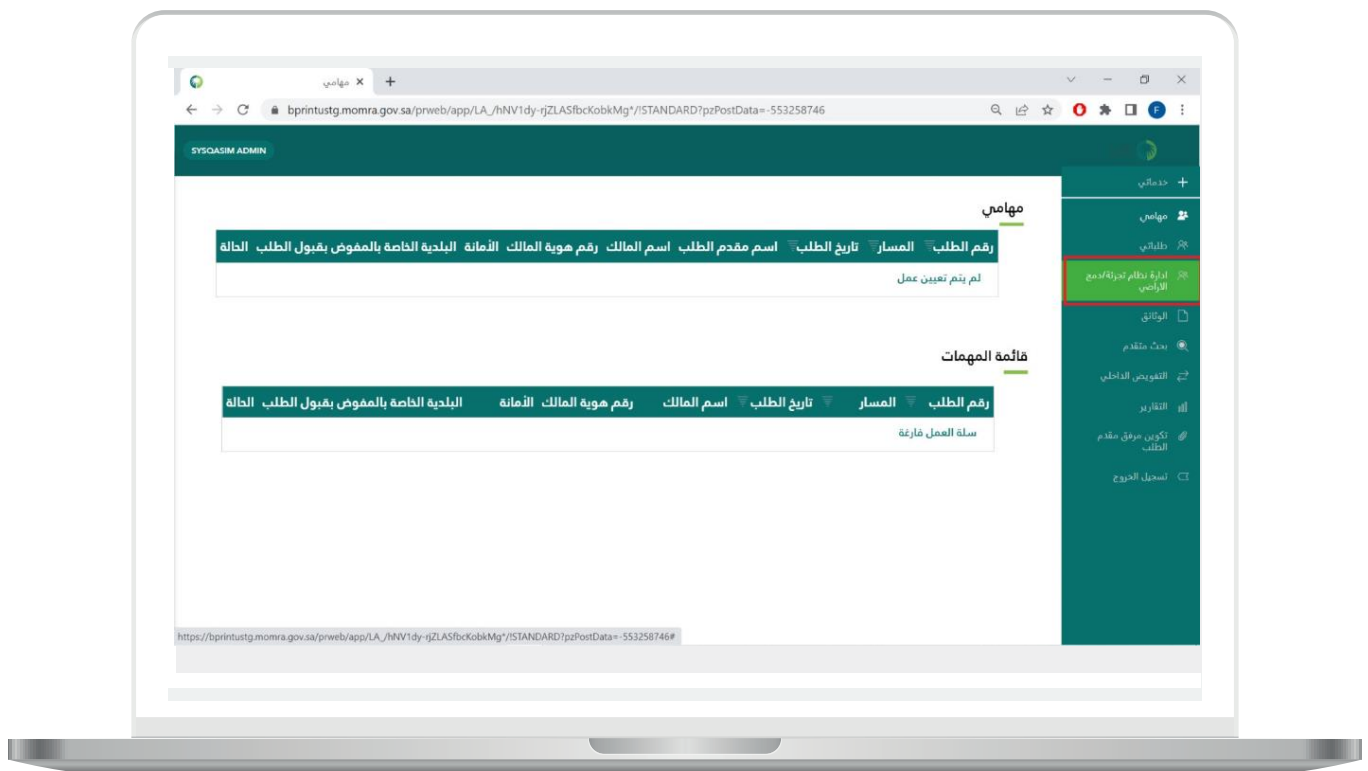 مهامي
bprintustg.momra.gov.sa/prweb/app/LA_/hNV1dy-rjZLASfbcKobkMg*/!STANDARD?pzPostData=-553258746
F
SYSQASIM ADMIN
خدماتي
مهامي
طلباتي
ادارة نظام تجزئة/دمج
الاراضي
الوثائق
بحث متقدم
التفويض الداخلي
التقارير
تكوين مرفق مقدم
الطلب
تسجيل الخروج
مهامي
رقم الطلب المسار تاريخ الطلب اسم مقدم الطلب اسم المالك رقم هوية المالك الأمانة البلدية الخاصة بالمفوض بقبول الطلب الحالة
لم يتم تعيين عمل
قائمة المهمات
رقم الطلب المسار تاريخ الطلب اسم المالك رقم هوية المالك الأمانة البلدية الخاصة بالمفوض بقبول الطلب الحالة
سلة العمل فارغة
https://bprintustg.momra.gov.sa/prweb/app/LA_/hNV1dy-rjZLASfbcKobkMg*/!STANDARD?pzPostData=-553258746#